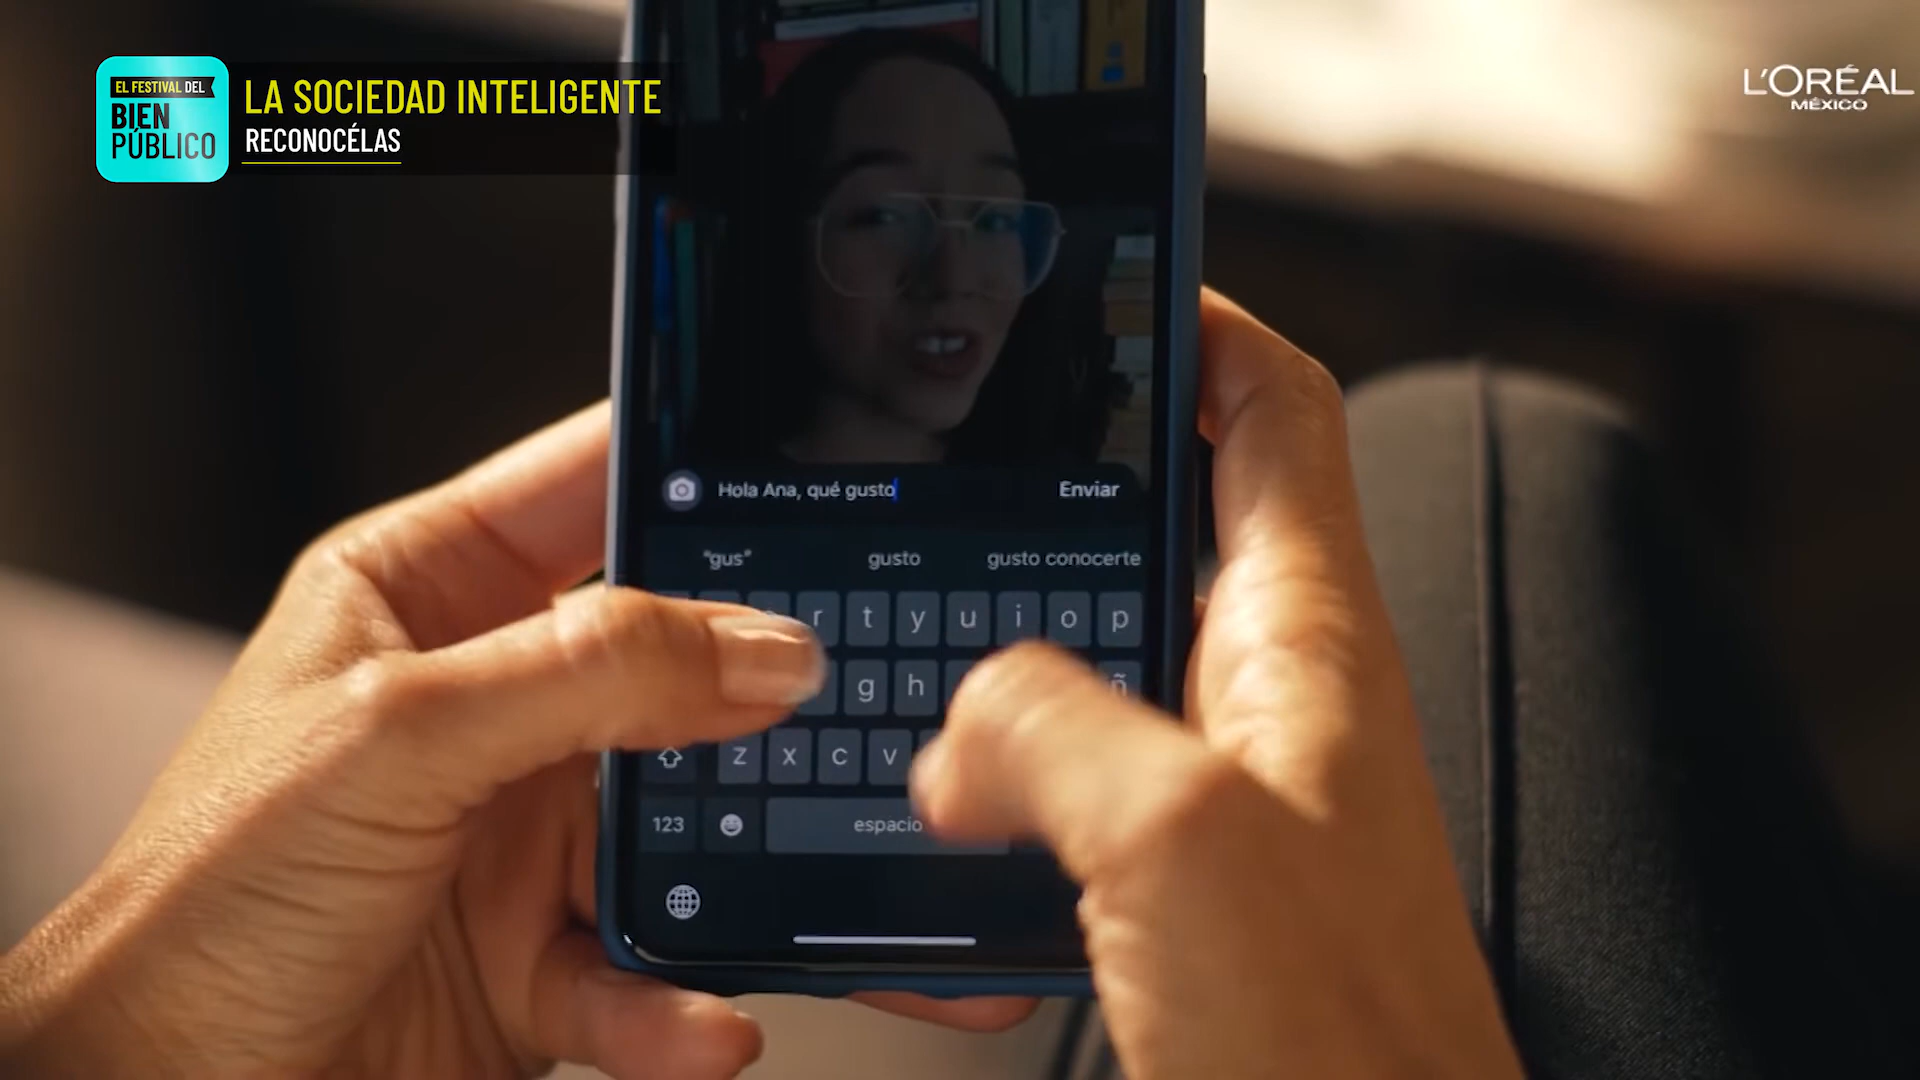 EL FESTIVAL DEL
BIEN
PÚBLICO
LA SOCIEDAD INTELIGENTE
RECONOCÉLAS
L'ORÉAL
MÉXICO
Hola Ana, qué gusto
Enviar
"gus" gusto gusto conocerte
r t y u i o p
g h ñ
z x c v
123 espacio